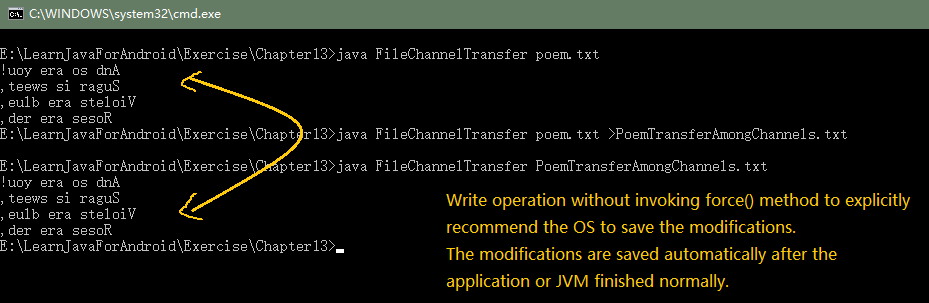 C:\WINDOWS\system32\cmd.exe
E:\LearnJavaForAndroid\Exercise\Chapter13>java FileChannelTransfer poem.txt
!uoy era os dnA
,teews si raguS
,eulb era steloiV
,der era sesoR
E:\LearnJavaForAndroid\Exercise\Chapter13>java FileChannelTransfer poem.txt >PoemTransferAmongChannels.txt
E:\LearnJavaForAndroid\Exercise\Chapter13>java FileChannelTransfer PoemTransferAmongChannels.txt
!uoy era os dnA
,teews si raguS
,eulb era steloiV
,der era sesoR
E:\LearnJavaForAndroid\Exercise\Chapter13>
Write operation without invoking force() method to explicitly
recommend the OS to save the modifications.
The modifications are saved automatically after the
application or JVM finished normally.